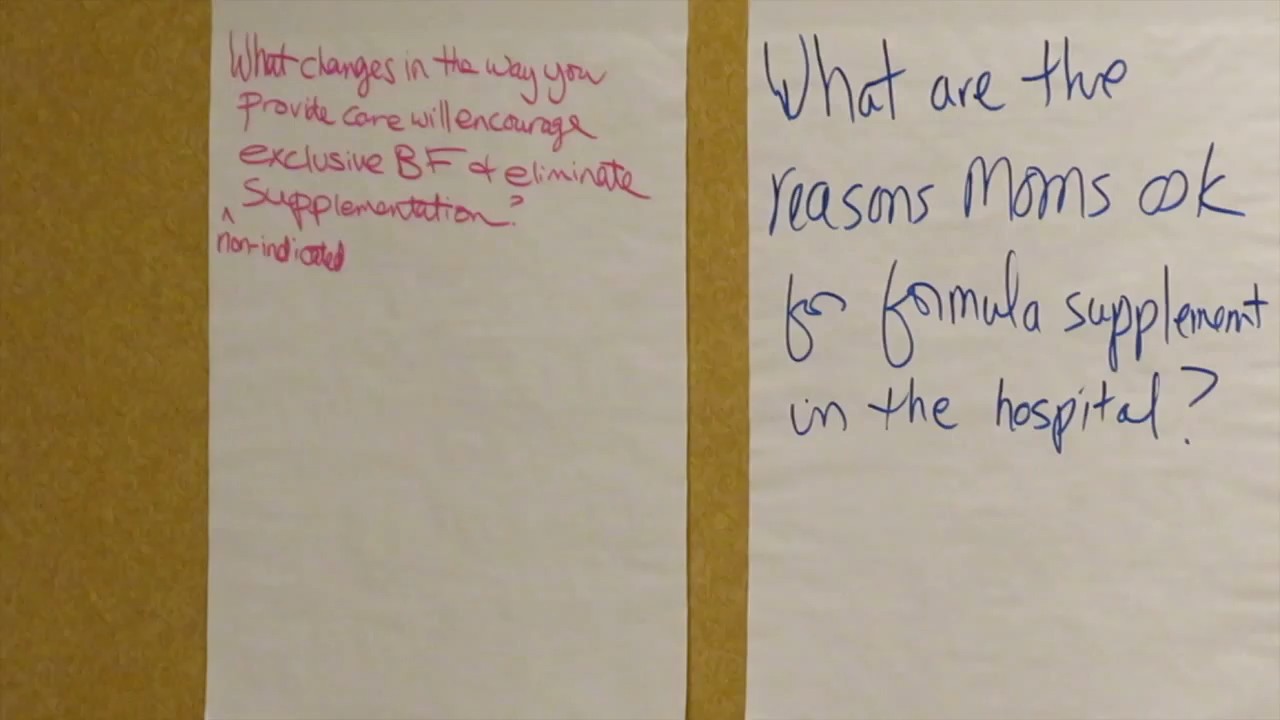 What changes in the way you
provide care will encourage
exclusive BF & eliminate
^ supplementation?
non-indicated
What are the
reasons Moms ask
for formula supplement
in the hospital?